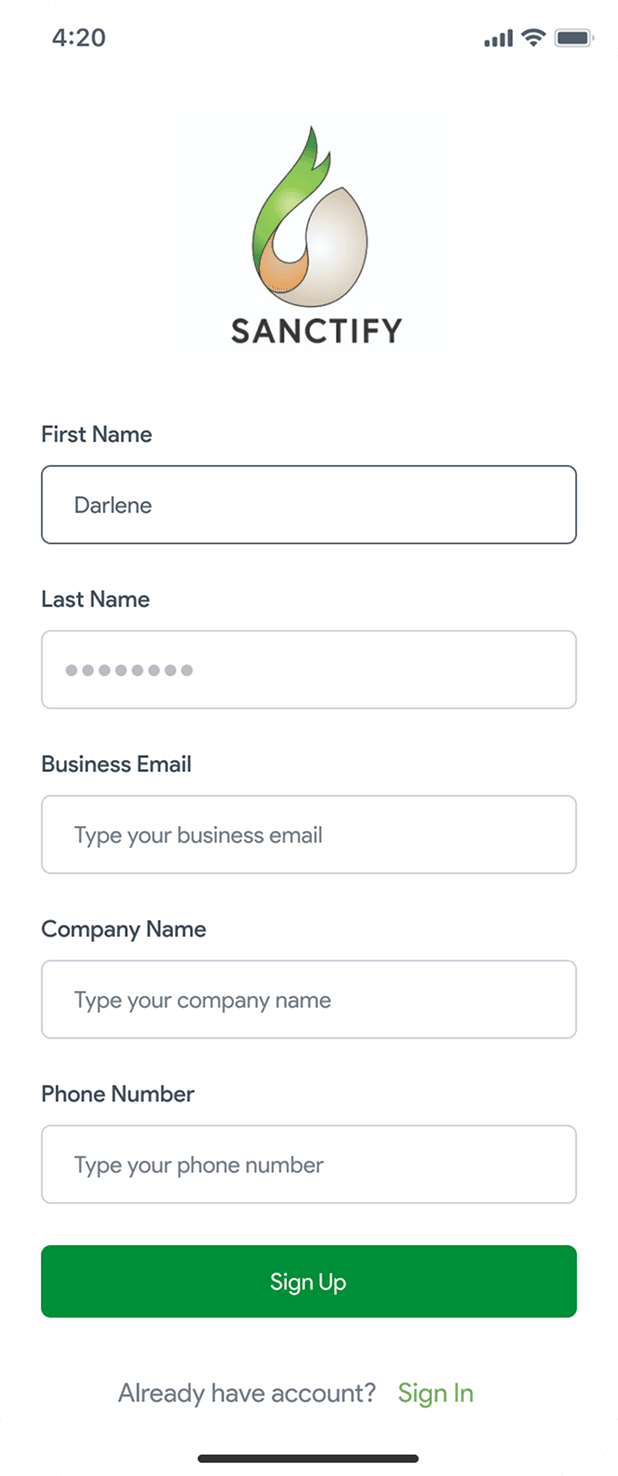 4:20
SANCTIFY
First Name
Darlene
Last Name
●●●●●●●●
Business Email
Type your business email
Company Name
Type your company name
Phone Number
Type your phone number
Sign Up
Already have account? Sign In